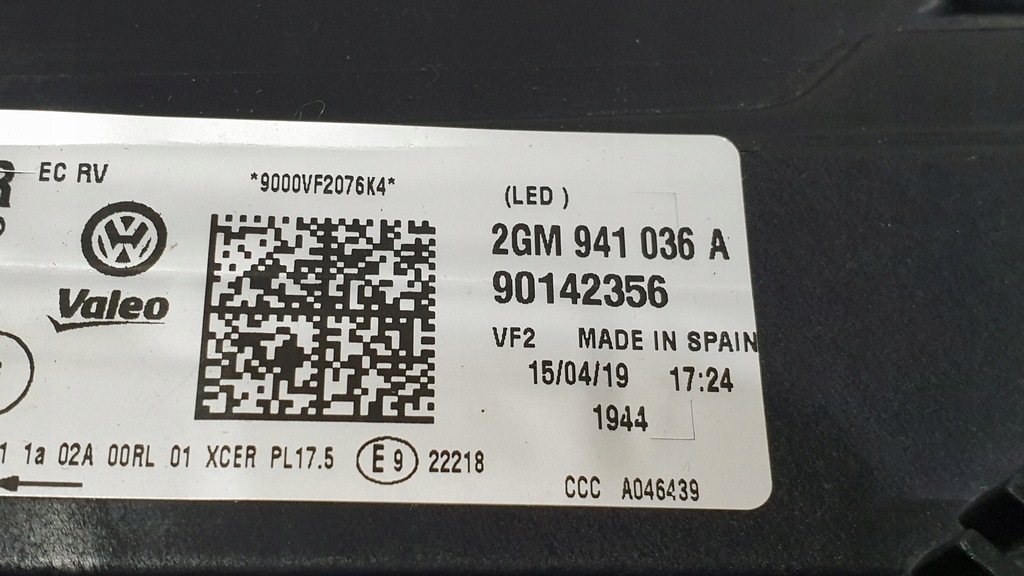 EC RV
*9000VF2076K4*
(LED )
2GM 941 036 A
90142356
Valeo
VF2 MADE IN SPAIN
15/04/19 17:24
1944
1 1a 02A 00RL 01 XCER PL17.5 E9 22218
CCC A046439